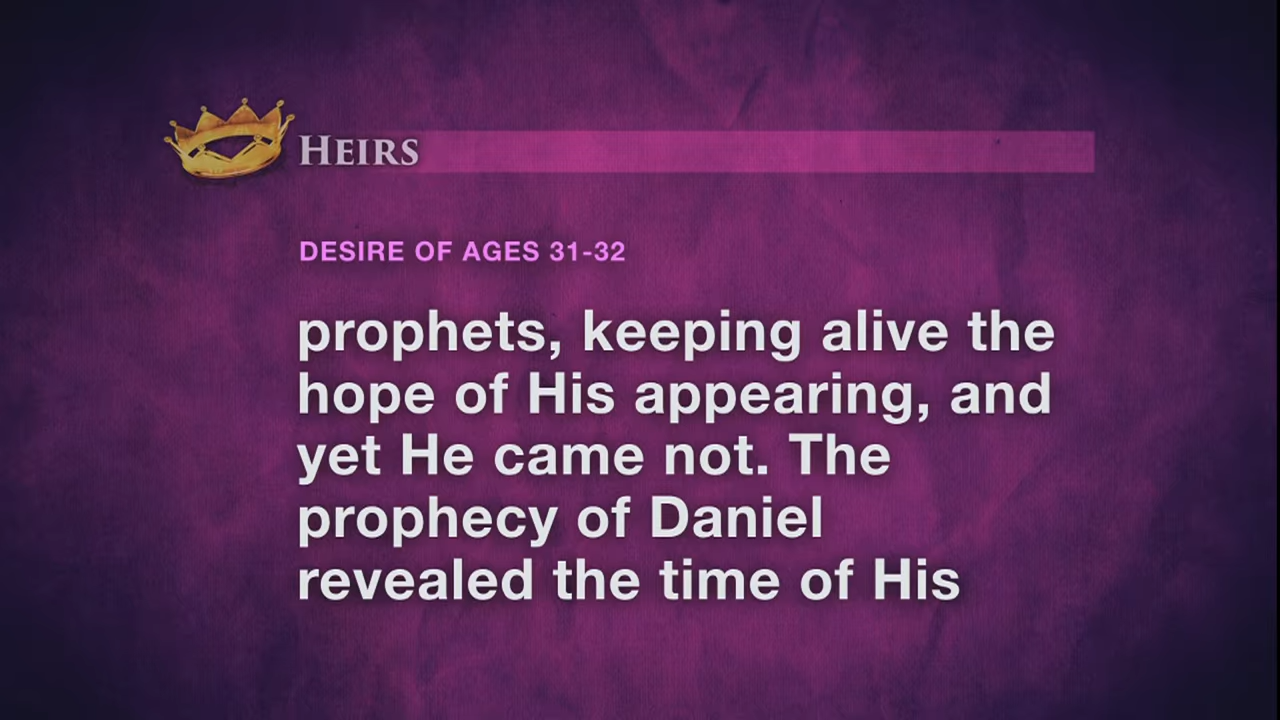 HEIRS
DESIRE OF AGES 31-32
prophets, keeping alive the
hope of His appearing, and
yet He came not. The
prophecy of Daniel
revealed the time of His